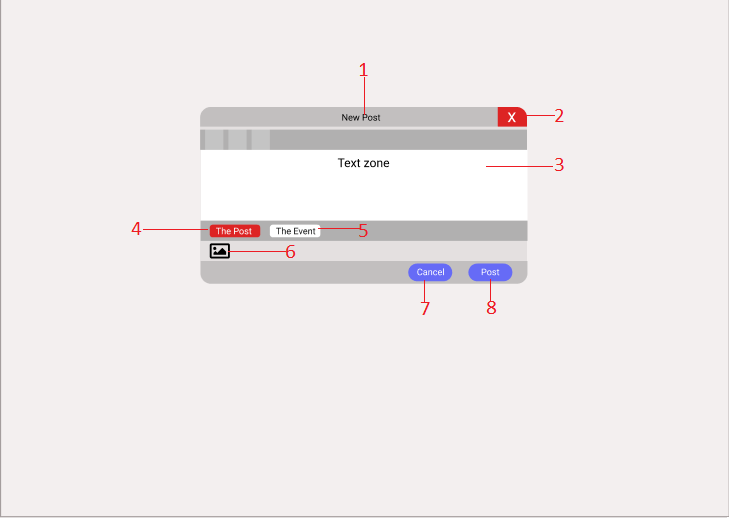 1
New Post
X
2
Text zone
3
4
The Post
The Event
5
6
Cancel
Post
7
8